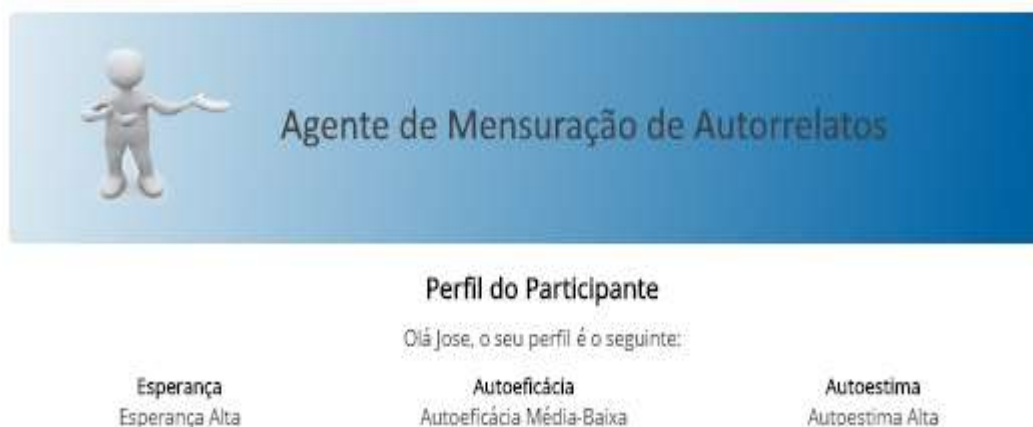 Agente de Mensuração de Autorrelatos
Perfil do Participante
Olá Jose, o seu perfil é o seguinte:
Esperança Autoeficácia Autoestima
Esperança Alta Autoeficácia Média-Baixa Autoestima Alta